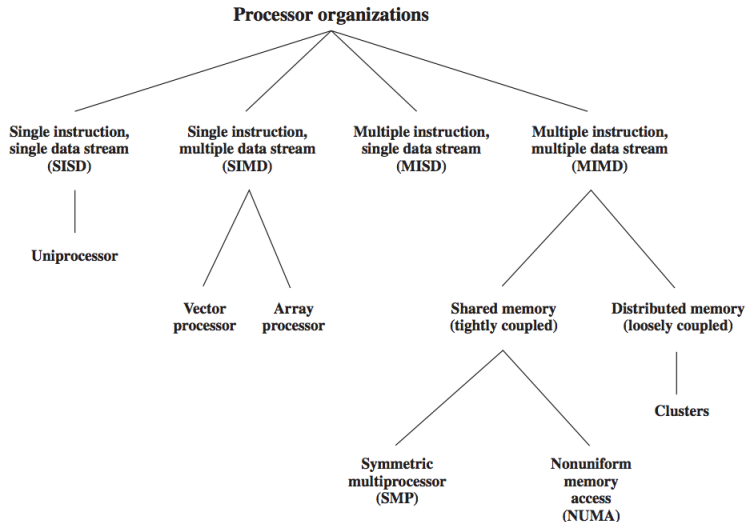 Processor organizations
Single instruction,
single data stream
(SISD)
Single instruction,
multiple data stream
(SIMD)
Multiple instruction,
single data stream
(MISD)
Multiple instruction,
multiple data stream
(MIMD)
Uniprocessor
Vector
processor
Array
processor
Shared memory
(tightly coupled)
Distributed memory
(loosely coupled)
Clusters
Symmetric
multiprocessor
(SMP)
Nonuniform
memory
access
(NUMA)